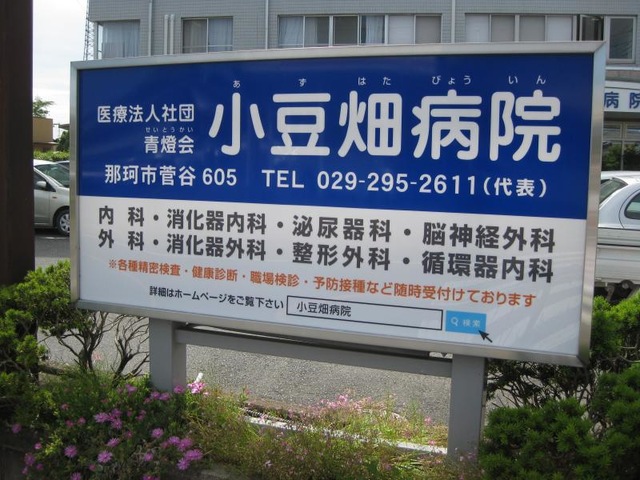 医療法人社団
せいとうかい
青燈会
あずはたびょういん
小豆畑病院
那珂市菅谷605 TEL 029-295-2611(代表)
内科・消化器内科・泌尿器科・脳神経外科
外科・消化器外科・整形外科・循環器内科
※各種精密検査・健康診断・職場検診・予防接種など随時受付けております
詳細はホームページをご覧下さい 小豆畑病院 検索
病院